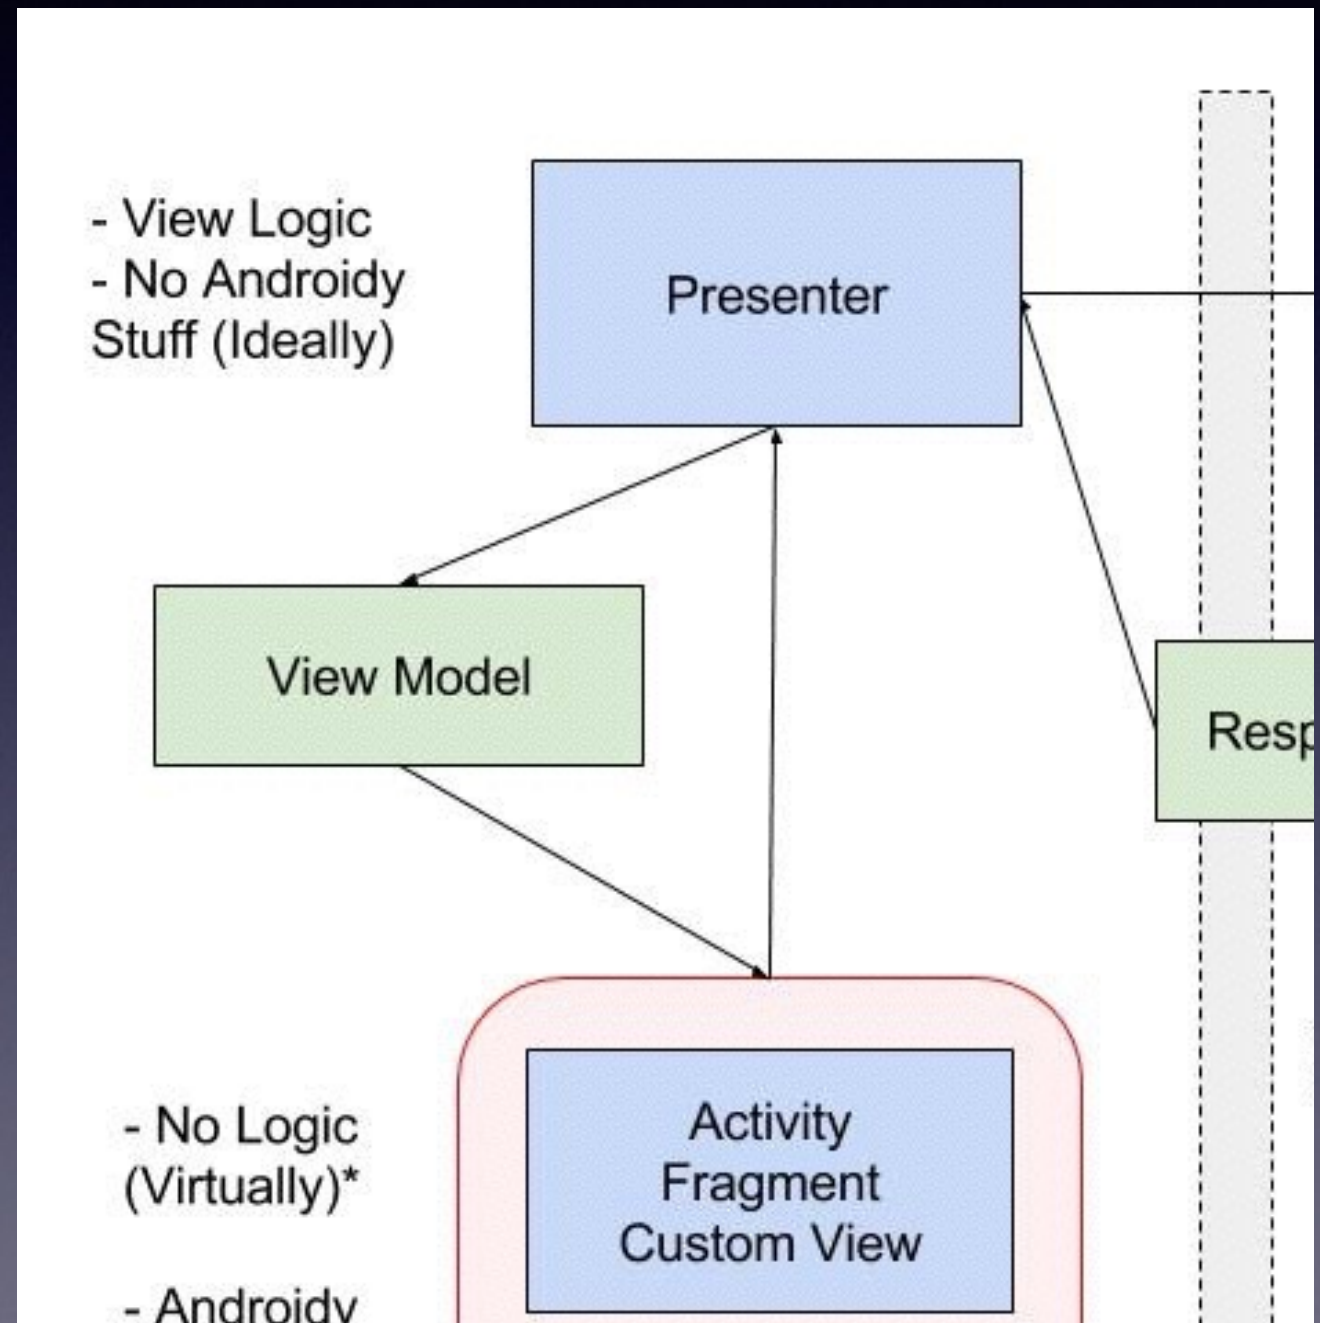 - View Logic
- No Androidy
Stuff (Ideally)
Presenter
View Model
Resp
- No Logic
(Virtually)*
- Androidy
Activity
Fragment
Custom View